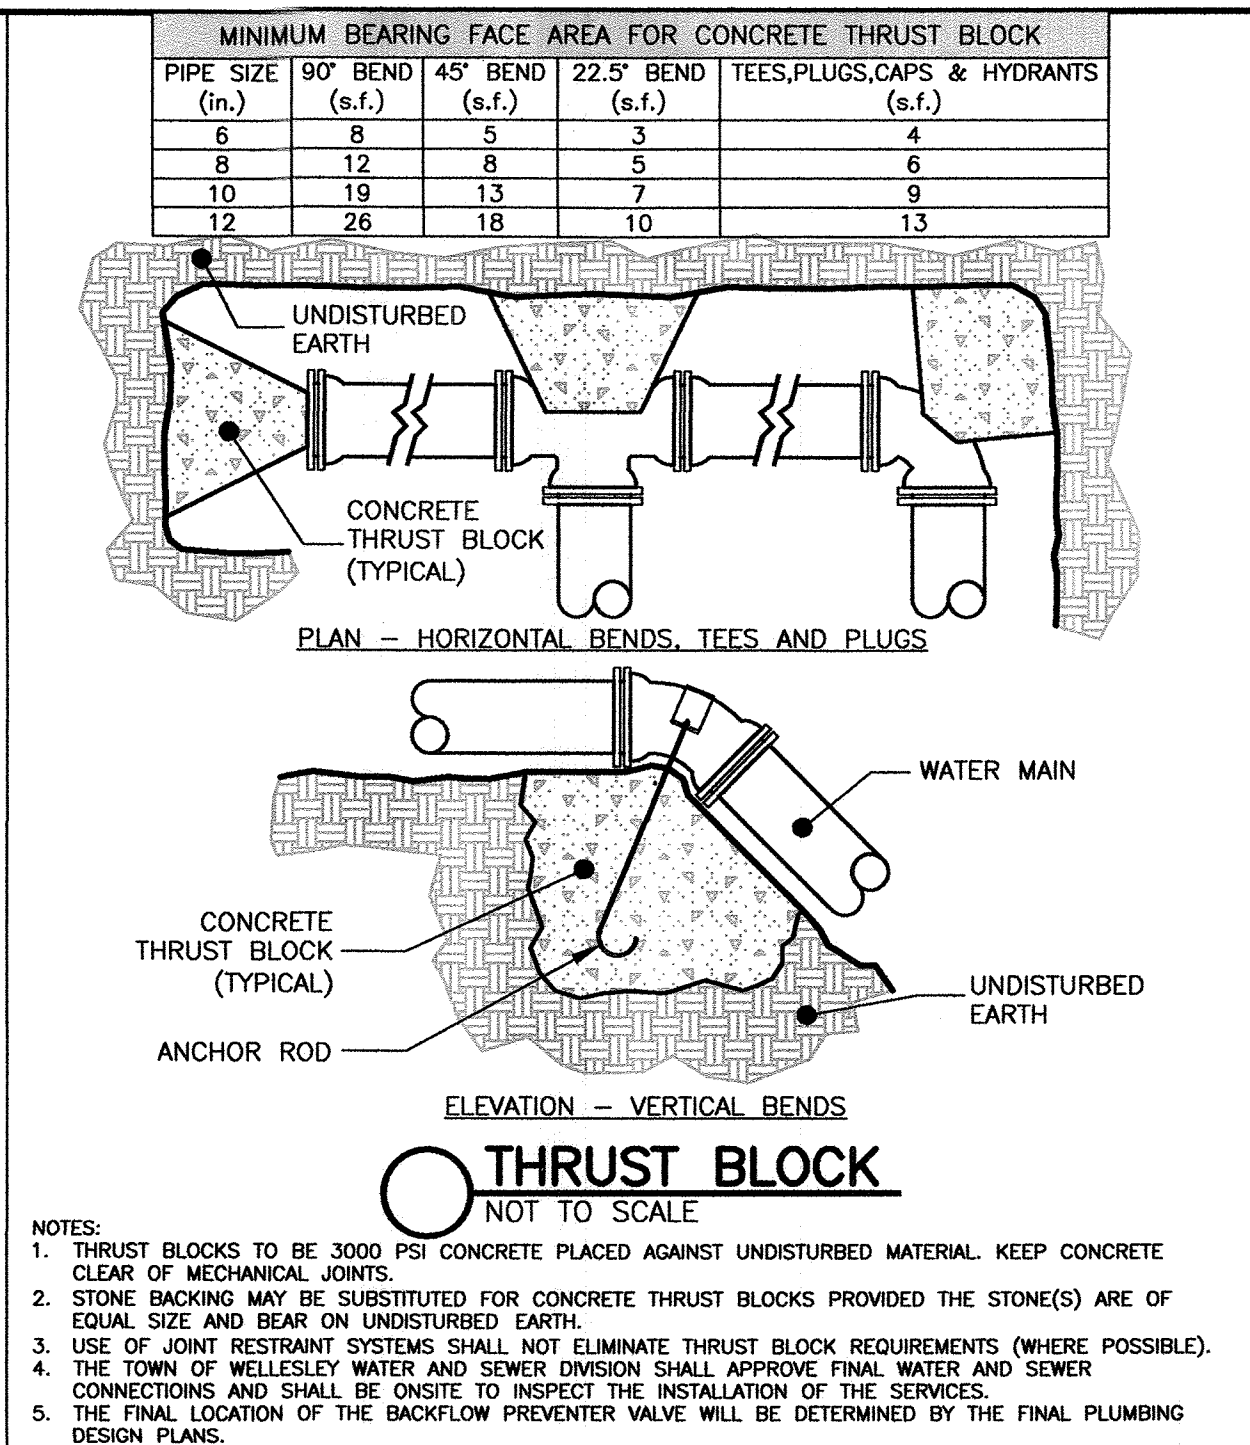 MINIMUM BEARING FACE AREA FOR CONCRETE THRUST BLOCK
PIPE SIZE (in.) 90° BEND (s.f.) 45° BEND (s.f.) 22.5° BEND (s.f.) TEES,PLUGS,CAPS & HYDRANTS (s.f.)
6 8 5 3 4
8 12 8 5 6
10 19 13 7 9
12 26 18 10 13
UNDISTURBED
EARTH
CONCRETE
THRUST BLOCK
(TYPICAL)
PLAN – HORIZONTAL BENDS, TEES AND PLUGS
WATER MAIN
CONCRETE
THRUST BLOCK
(TYPICAL)
UNDISTURBED
EARTH
ANCHOR ROD
ELEVATION – VERTICAL BENDS
THRUST BLOCK
NOT TO SCALE
NOTES:
1. THRUST BLOCKS TO BE 3000 PSI CONCRETE PLACED AGAINST UNDISTURBED MATERIAL. KEEP CONCRETE
CLEAR OF MECHANICAL JOINTS.
2. STONE BACKING MAY BE SUBSTITUTED FOR CONCRETE THRUST BLOCKS PROVIDED THE STONE(S) ARE OF
EQUAL SIZE AND BEAR ON UNDISTURBED EARTH.
3. USE OF JOINT RESTRAINT SYSTEMS SHALL NOT ELIMINATE THRUST BLOCK REQUIREMENTS (WHERE POSSIBLE).
4. THE TOWN OF WELLESLEY WATER AND SEWER DIVISION SHALL APPROVE FINAL WATER AND SEWER
CONNECTIOINS AND SHALL BE ONSITE TO INSPECT THE INSTALLATION OF THE SERVICES.
5. THE FINAL LOCATION OF THE BACKFLOW PREVENTER VALVE WILL BE DETERMINED BY THE FINAL PLUMBING
DESIGN PLANS.